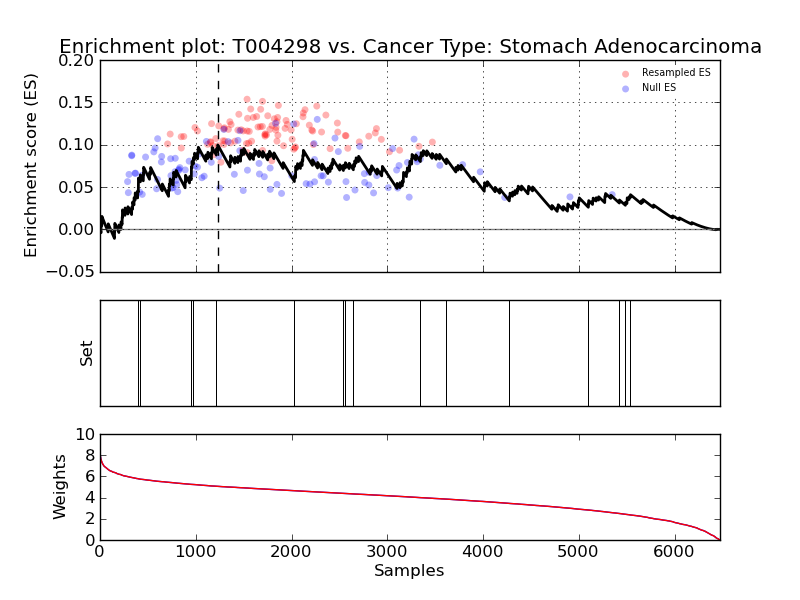 Enrichment plot: T004298 vs. Cancer Type: Stomach Adenocarcinoma
0.20
0.15
0.10
0.05
0.00
−0.05
Enrichment score (ES)
Resampled ES
Null ES
Set
10
8
6
4
2
0
Weights
0 1000 2000 3000 4000 5000 6000
Samples